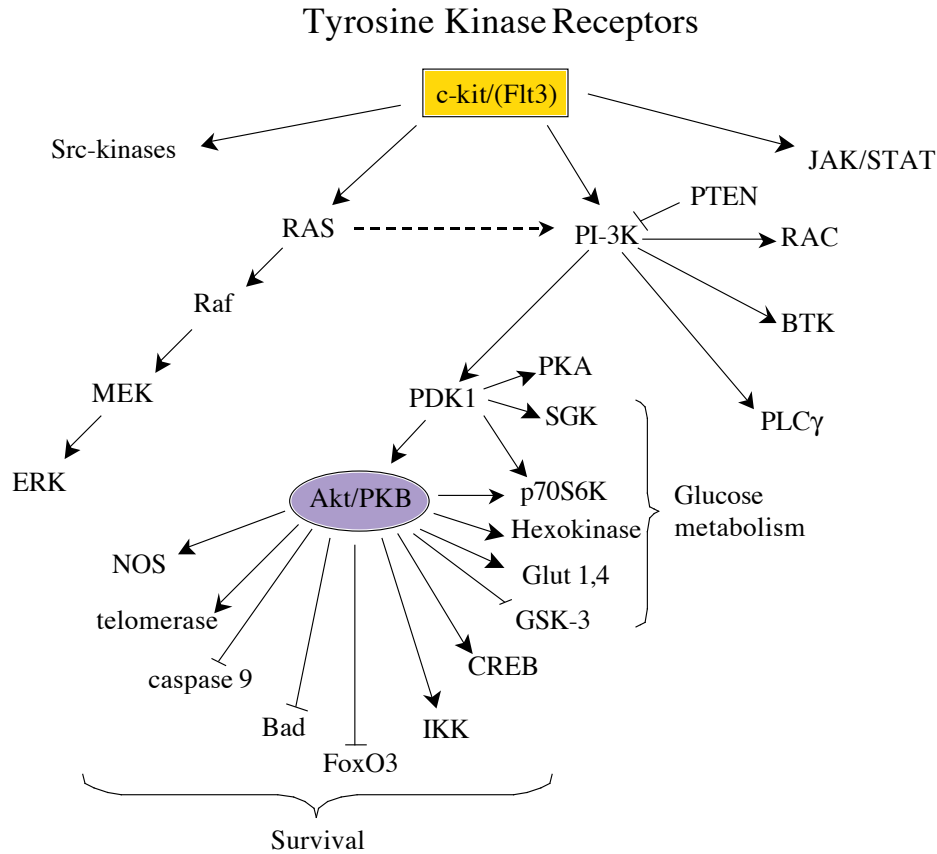 Tyrosine Kinase Receptors
c-kit/(Flt3)
Src-kinases
JAK/STAT
PTEN
RAS
PI-3K
RAC
Raf
BTK
PKA
MEK
PDK1
SGK
PLCγ
ERK
Akt/PKB
p70S6K
Glucose
metabolism
Hexokinase
NOS
Glut 1,4
telomerase
GSK-3
caspase 9
CREB
Bad
IKK
FoxO3
Survival